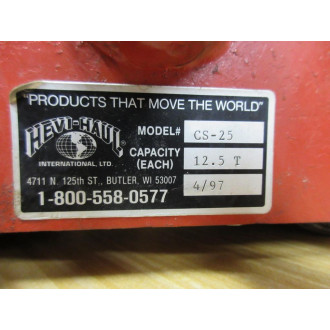 "PRODUCTS THAT MOVE THE WORLD"
HEVI-HAUL
INTERNATIONAL, LTD.
MODEL# CS-25
CAPACITY (EACH) 12.5 T
4/97
4711 N. 125th ST., BUTLER, WI 53007
1-800-558-0577